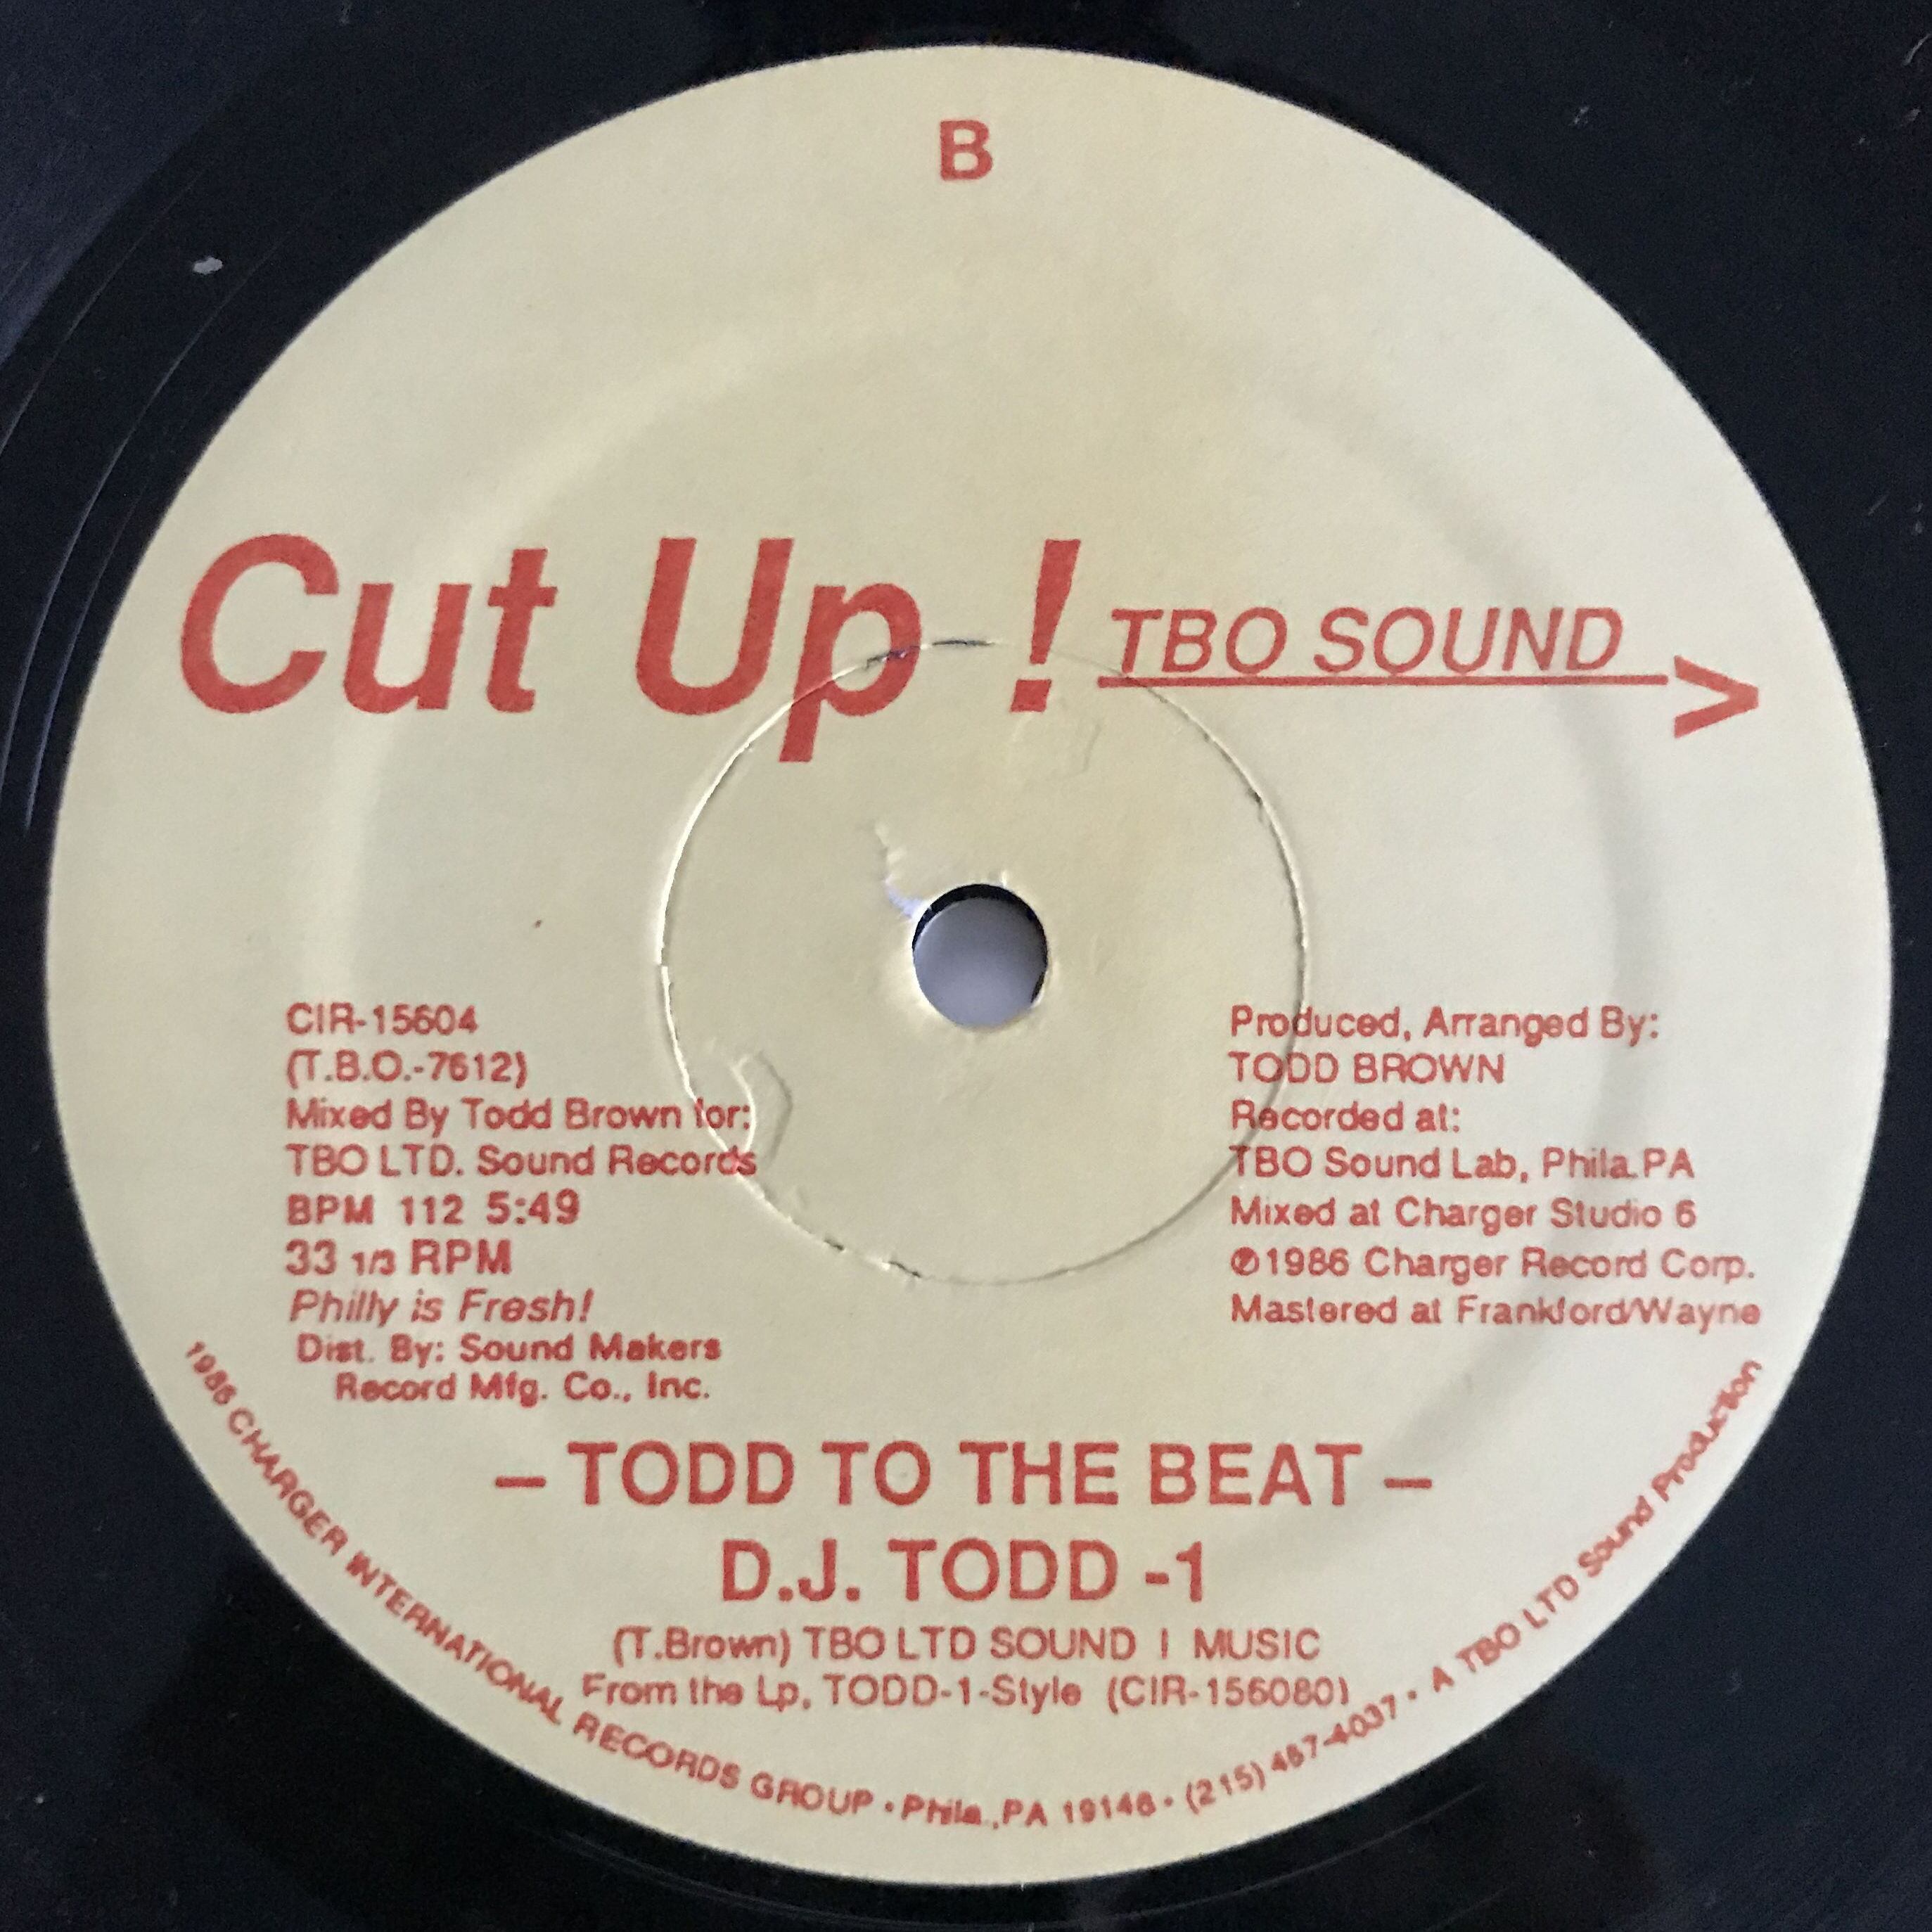 B
Cut Up ! TBO SOUND >
CIR-15604
(T.B.O.-7612)
Mixed By Todd Brown for:
TBO LTD. Sound Records
BPM 112 5:49
33 1/3 RPM
Philly is Fresh!
Dist. By: Sound Makers
Record Mfg. Co., Inc.
Produced, Arranged By:
TODD BROWN
Recorded at:
TBO Sound Lab, Phila.PA
Mixed at Charger Studio 6
℗1986 Charger Record Corp.
Mastered at Frankford/Wayne
– TODD TO THE BEAT –
D.J. TODD -1
(T.Brown) TBO LTD SOUND I MUSIC
From the Lp, TODD-1-Style (CIR-156080)
1986 CHARGER INTERNATIONAL RECORDS GROUP • Phila.,PA 19146 • (215) 467-4037 • A TBO LTD Sound Production